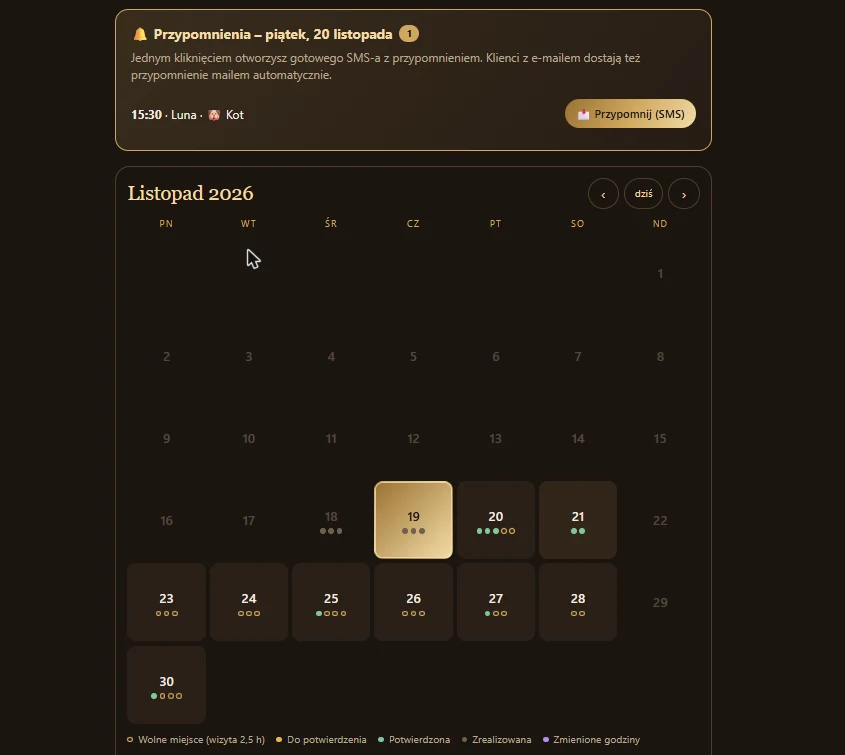 Przypomnienia – piątek, 20 listopada 1
Jednym kliknięciem otworzysz gotowego SMS-a z przypomnieniem. Klienci z e-mailem dostają też
przypomnienie mailem automatycznie.
15:30 · Luna · Kot
Przypomnij (SMS)
Listopad 2026
‹ dziś ›
PN WT ŚR CZ PT SO ND
1
2 3 4 5 6 7 8
9 10 11 12 13 14 15
16 17 18 19 20 21 22
23 24 25 26 27 28 29
30
Wolne miejsce (wizyta 2,5 h) Do potwierdzenia Potwierdzona Zrealizowana Zmienione godziny